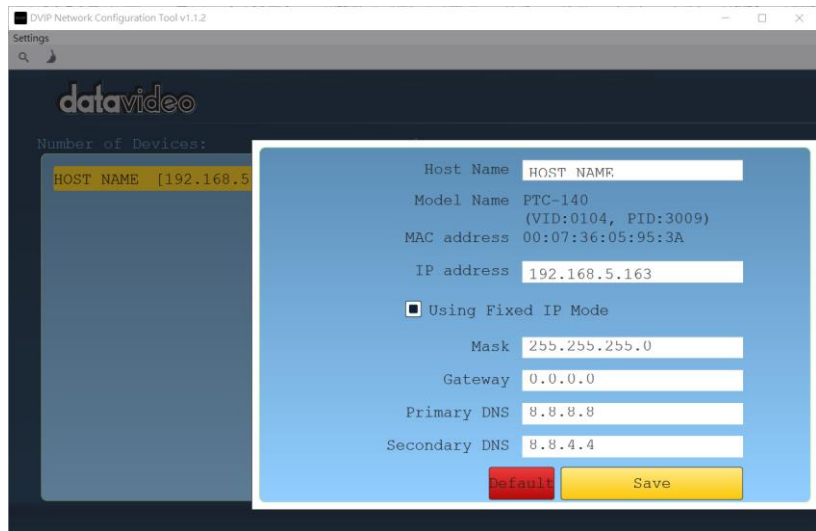 DVIP Network Configuration Tool v1.1.2
Settings
datavideo
Number of Devices:
HOST NAME [192.168.5
Host Name HOST NAME
Model Name PTC-140
(VID:0104, PID:3009)
MAC address 00:07:36:05:95:3A
IP address 192.168.5.163
Using Fixed IP Mode
Mask 255.255.255.0
Gateway 0.0.0.0
Primary DNS 8.8.8.8
Secondary DNS 8.8.4.4
Default Save